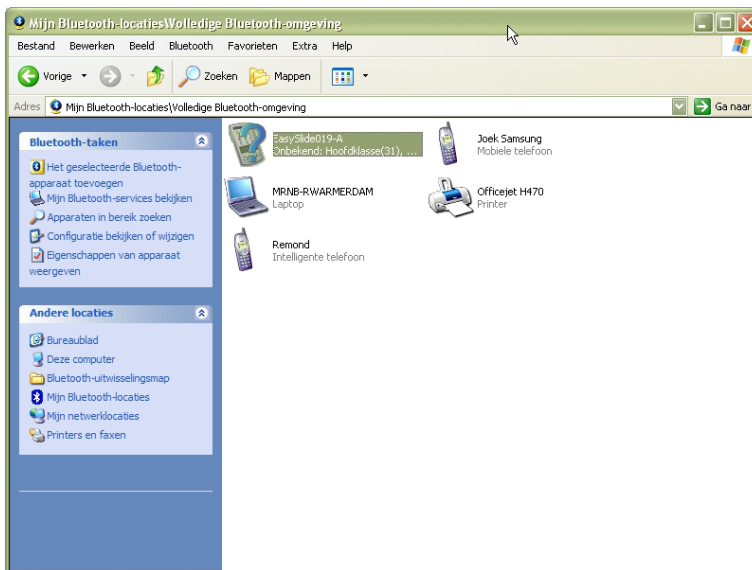 Mijn Bluetooth-locaties\Volledige Bluetooth-omgeving
Bestand Bewerken Beeld Bluetooth Favorieten Extra Help
Vorige Zoeken Mappen
Adres Mijn Bluetooth-locaties\Volledige Bluetooth-omgeving Ga naar
Bluetooth-taken
Het geselecteerde Bluetooth-
apparaat toevoegen
Mijn Bluetooth-services bekijken
Apparaten in bereik zoeken
Configuratie bekijken of wijzigen
Eigenschappen van apparaat
weergeven
Andere locaties
Bureaublad
Deze computer
Bluetooth-uitwisselingsmap
Mijn Bluetooth-locaties
Mijn netwerklocaties
Printers en faxen
EasySlide019-A
Onbekend: Hoofdklasse(31), ...
Joek Samsung
Mobiele telefoon
MRNB-RWARMERDAM
Laptop
Officejet H470
Printer
Remond
Intelligente telefoon